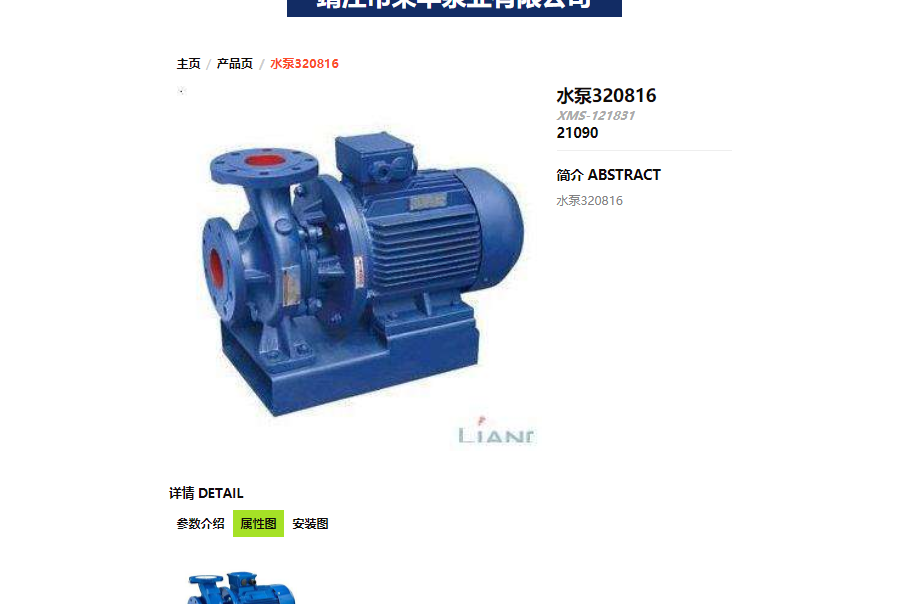 主页 / 产品页 / 水泵320816
水泵320816
XMS-121831
21090
简介 ABSTRACT
水泵320816
LIANC
详情 DETAIL
参数介绍 属性图 安装图